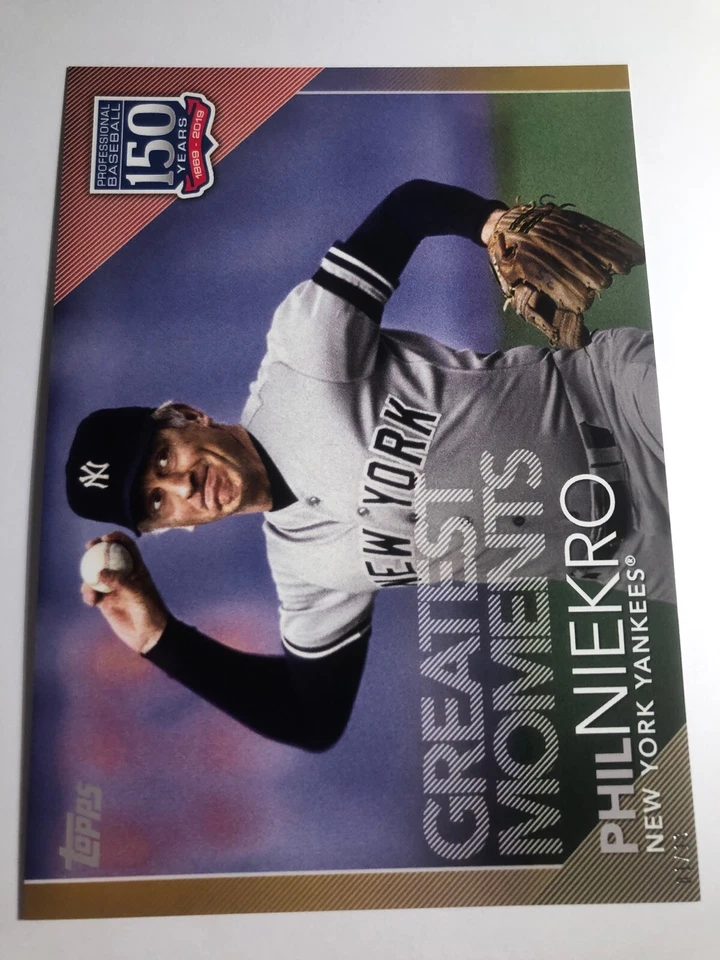 PROFESSIONAL
BASEBALL
150
YEARS
1869 - 2019
NY
NEW YORK
topps
GREATEST
MOMENTS
PHIL NIEKRO
NEW YORK YANKEES®